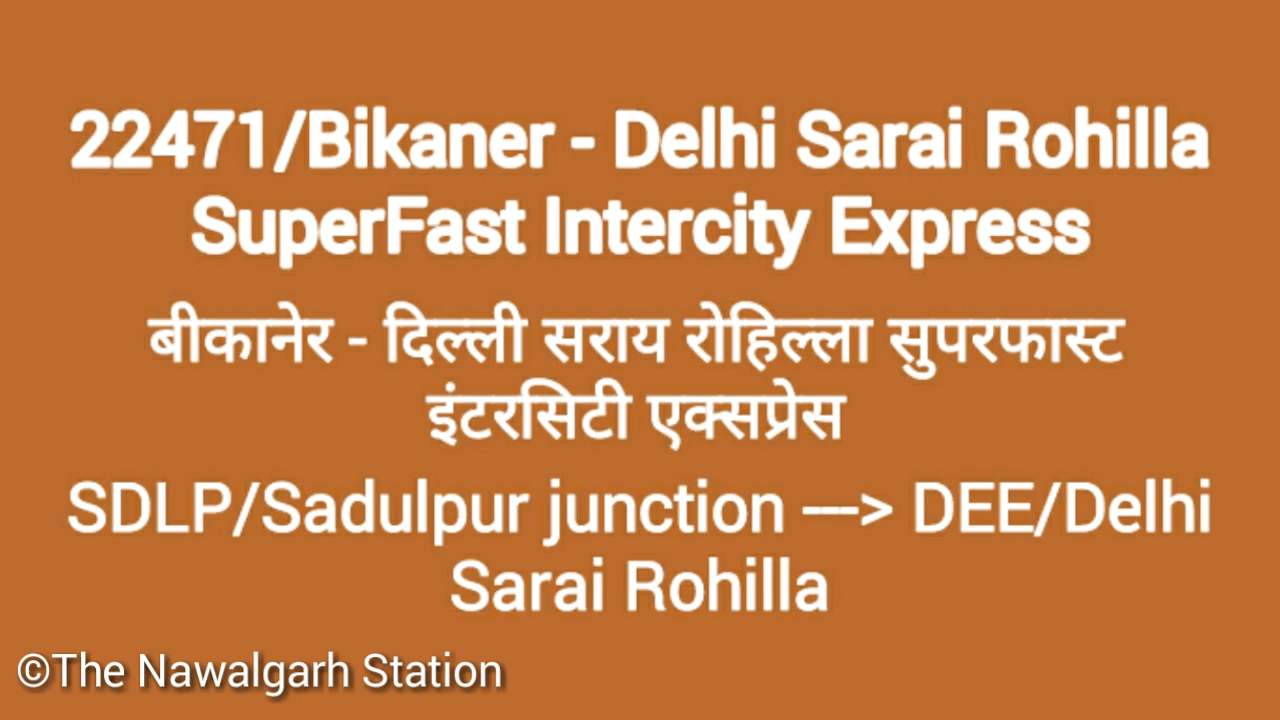 22471/Bikaner - Delhi Sarai Rohilla
SuperFast Intercity Express
बीकानेर - दिल्ली सराय रोहिल्ला सुपरफास्ट
इंटरसिटी एक्सप्रेस
SDLP/Sadulpur junction ---> DEE/Delhi
Sarai Rohilla
©The Nawalgarh Station